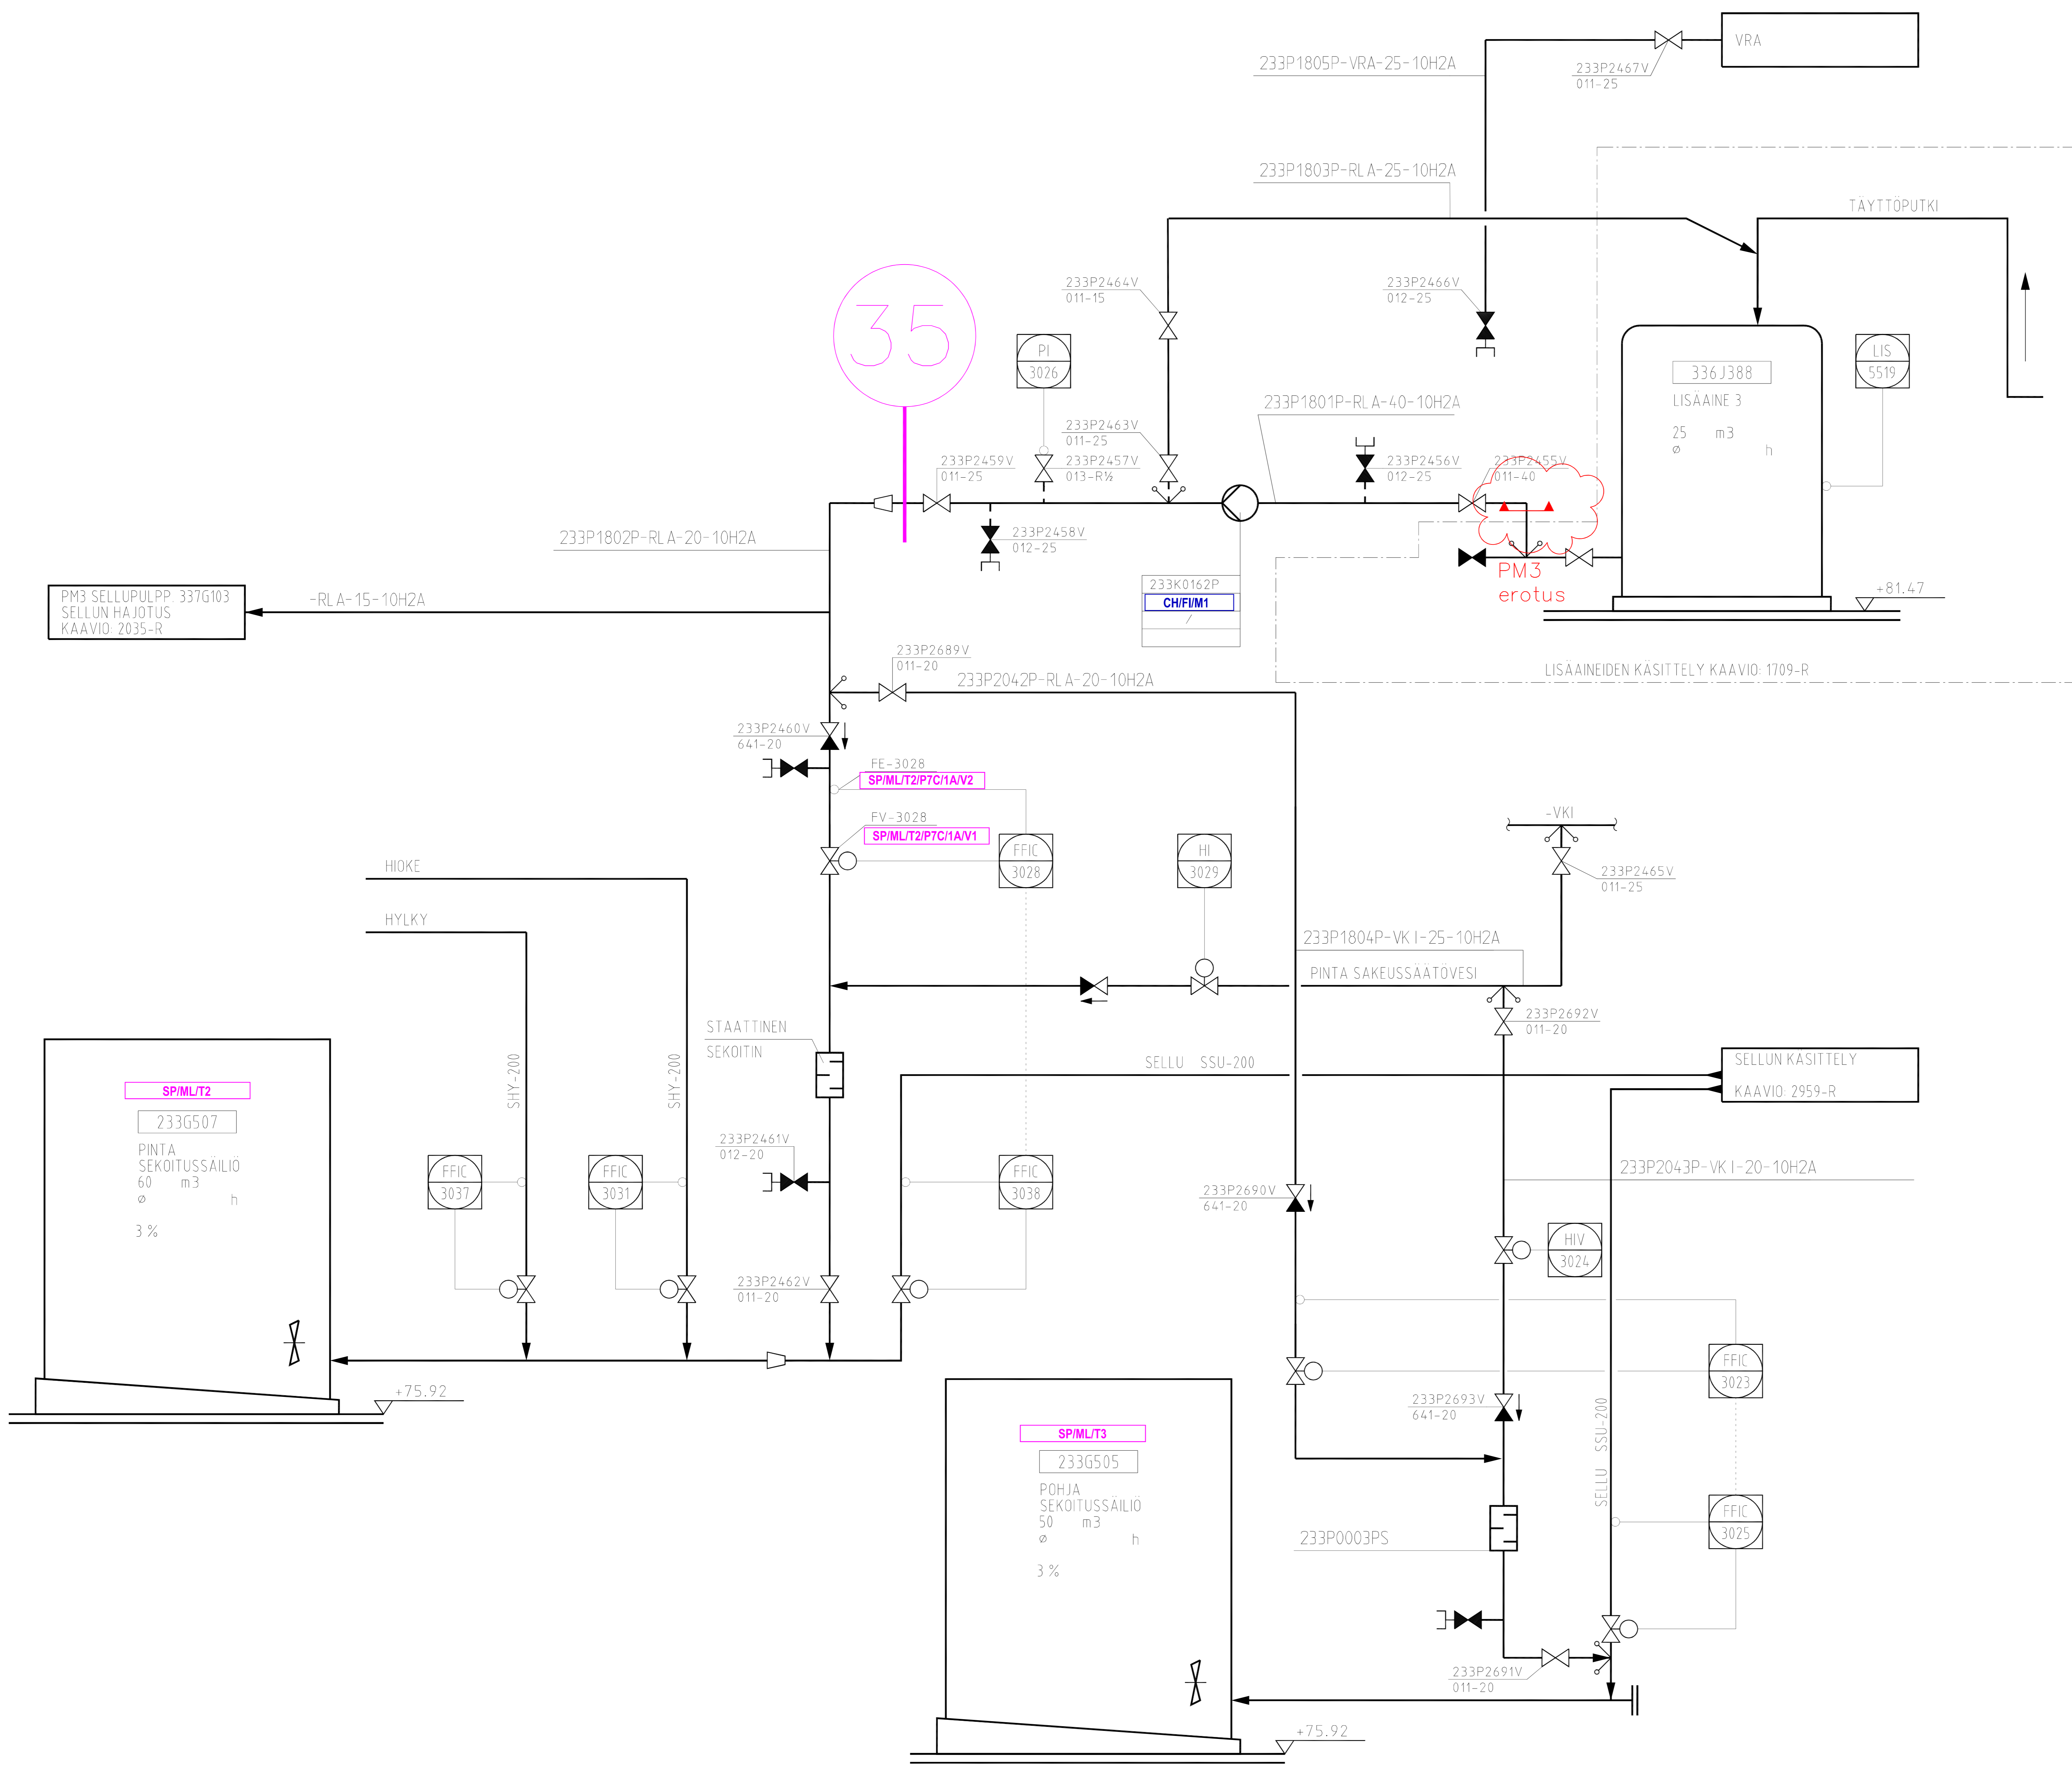 VRA
233P1805P-VRA-25-10H2A
233P2467V
011-25
233P1803P-RLA-25-10H2A
TÄYTTÖPUTKI
233P2464V
011-15
233P2466V
012-25
35
PI
3026
336J388
LISÄAINE 3
25 m3
ø h
LIS
5519
233P1801P-RLA-40-10H2A
233P2463V
011-25
233P2459V
011-25
233P2457V
013-R½
233P2456V
012-25
233P2455V
011-40
233P2458V
012-25
233P1802P-RLA-20-10H2A
PM3
erotus
233K0162P
CH/FI/M1
/
+81.47
PM3 SELLUPULPP. 337G103
SELLUN HAJOTUS
KAAVIO: 2035-R
-RLA-15-10H2A
233P2689V
011-20
233P2042P-RLA-20-10H2A
LISÄAINEIDEN KÄSITTELY KAAVIO: 1709-R
233P2460V
641-20
FE-3028
SP/ML/T2/P7C/1A/V2
FV-3028
SP/ML/T2/P7C/1A/V1
FFIC
3028
HI
3029
-VKI
233P2465V
011-25
HIOKE
HYLKY
233P1804P-VKI-25-10H2A
PINTA SAKEUSSÄÄTÖVESI
233P2692V
011-20
STAATTINEN
SEKOITIN
SHY-200
SHY-200
SELLU SSU-200
SELLUN KÄSITTELY
KAAVIO: 2959-R
SP/ML/T2
233G507
PINTA
SEKOITUSSÄILIÖ
60 m3
ø h
3 %
233P2461V
012-20
FFIC
3037
FFIC
3031
FFIC
3038
233P2690V
641-20
233P2043P-VKI-20-10H2A
HIV
3024
233P2462V
011-20
FFIC
3023
+75.92
233P2693V
641-20
SELLU SSU-200
SP/ML/T3
233G505
POHJA
SEKOITUSSÄILIÖ
50 m3
ø h
3 %
233P0003PS
FFIC
3025
233P2691V
011-20
+75.92